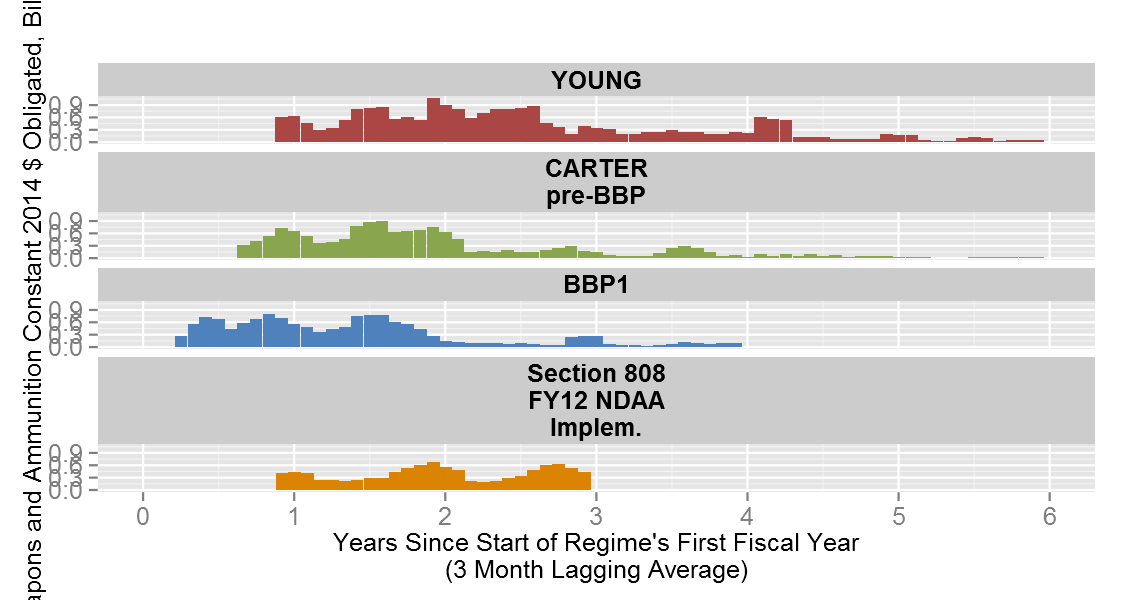 apons and Ammunition Constant 2014 $ Obligated, Bil
YOUNG
0.9
0.6
0.3
0.0
CARTER
pre-BBP
0.9
0.6
0.3
0.0
BBP1
0.9
0.6
0.3
0.0
Section 808
FY12 NDAA
Implem.
0.9
0.6
0.3
0.0
0 1 2 3 4 5 6
Years Since Start of Regime's First Fiscal Year
(3 Month Lagging Average)